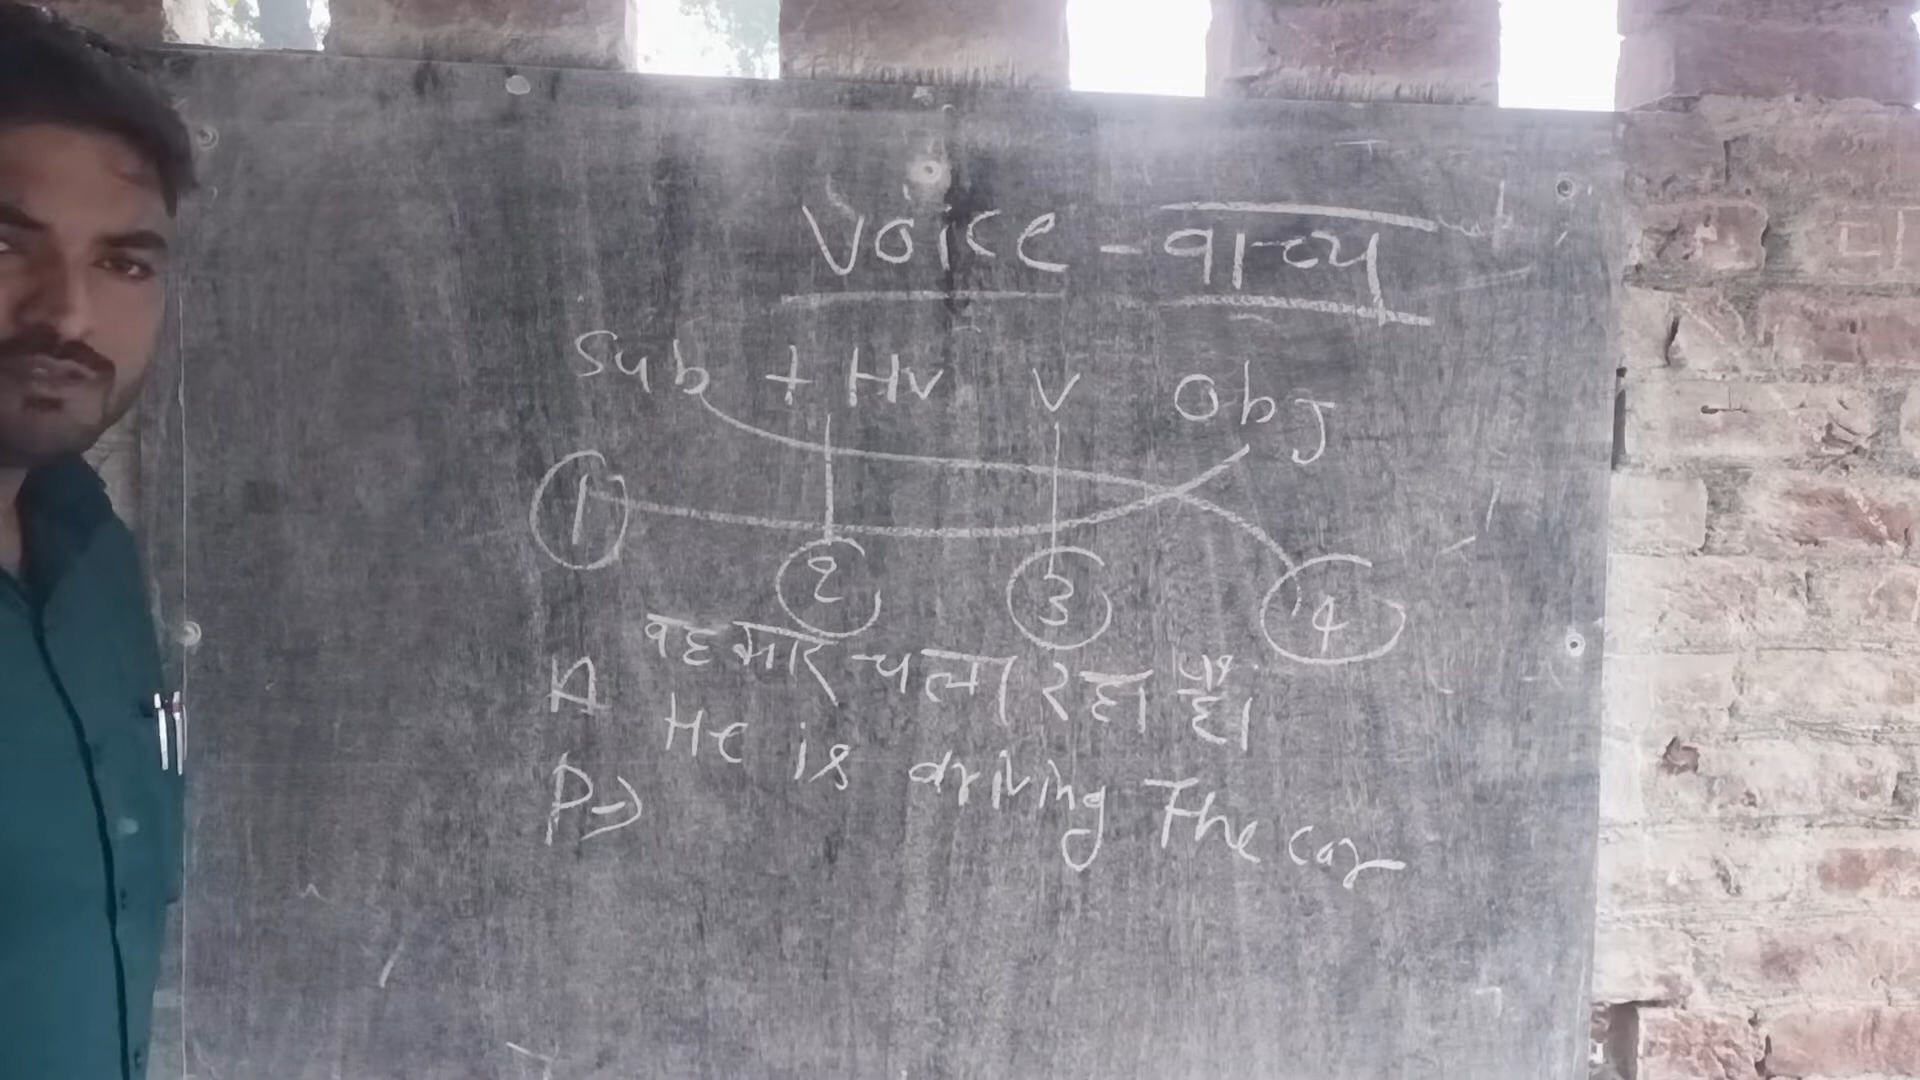 Voice - वाच्य
Sub + Hv V Obj
1 2 3 4
A वह कार चला रहा है।
He is driving The car
P→